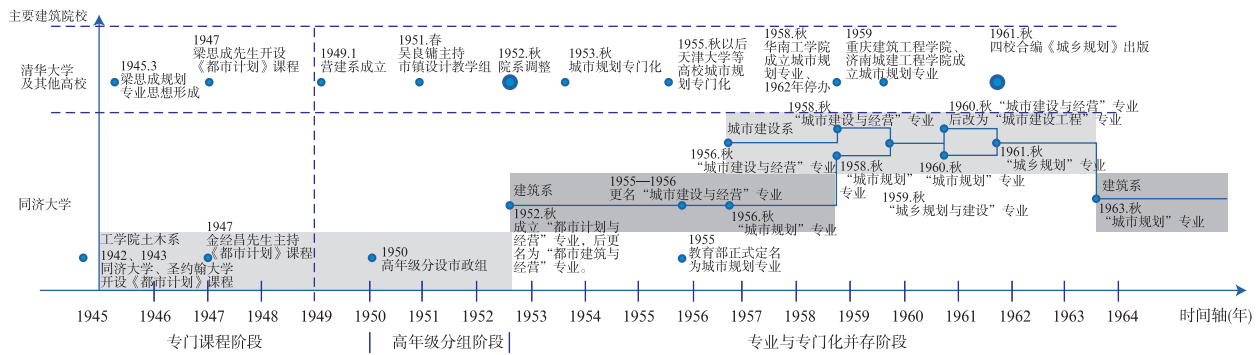 主要建筑院校
清华大学
及其他高校
1945.3
梁思成规划
专业思想形成
1947
梁思成先生开设
《都市计划》课程
1949.1
营建系成立
1951.春
吴良镛主持
市镇设计教学组
1952.秋
院系调整
1953.秋
城市规划专门化
1955.秋以后
天津大学等
高校城市规
划专门化
1958.秋
华南工学院
成立城市规
划专业、
1962年停办
1959
重庆建筑工程学院、
济南城建工程学院成
立城市规划专业
1961.秋
四校合编《城乡规划》出版
同济大学
工学院土木系
1942、1943
同济大学、圣约翰大学
开设《都市计划》课程
1947
金经昌先生主持
《都市计划》课程
1950
高年级分设市政组
建筑系
1952.秋
成立“都市计划与
经营”专业，后更
名为“都市建筑与
经营”专业。
1955—1956
更名“城市建设与经营”专业
1956.秋
“城市规划”专业
1955
教育部正式定名
为城市规划专业
城市建设系
1956.秋
“城市建设与经营”专业
1958.秋
“城市建设与经营”专业
1958.秋
“城市规划”
专业
1959.秋
“城乡规划与建设”专业
1960.秋“城市建设与经营”专业
后改为“城市建设工程”专业
1960.秋
“城市规划”专业
1961.秋
“城乡规划”专业
建筑系
1963.秋
“城市规划”专业
1945 1946 1947 1948 1949 1950 1951 1952 1953 1954 1955 1956 1957 1958 1959 1960 1961 1962 1963 1964 时间轴(年)
专门课程阶段 高年级分组阶段 专业与专门化并存阶段